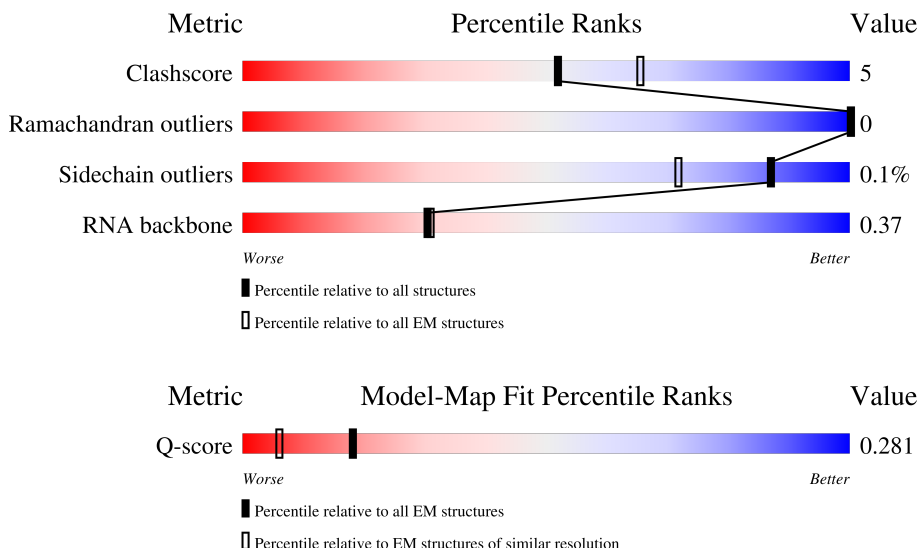 Metric Percentile Ranks Value
Clashscore 5
Ramachandran outliers 0
Sidechain outliers 0.1%
RNA backbone 0.37
Worse Better
Percentile relative to all structures
Percentile relative to all EM structures
Metric Model-Map Fit Percentile Ranks Value
Q-score 0.281
Worse Better
Percentile relative to all EM structures
Percentile relative to EM structures of similar resolution